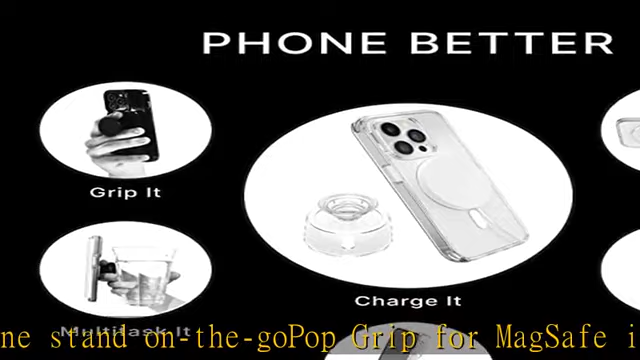 PHONE BETTER
Grip It
Charge It
Multitask It
ne stand on-the-goPop Grip for MagSafe i